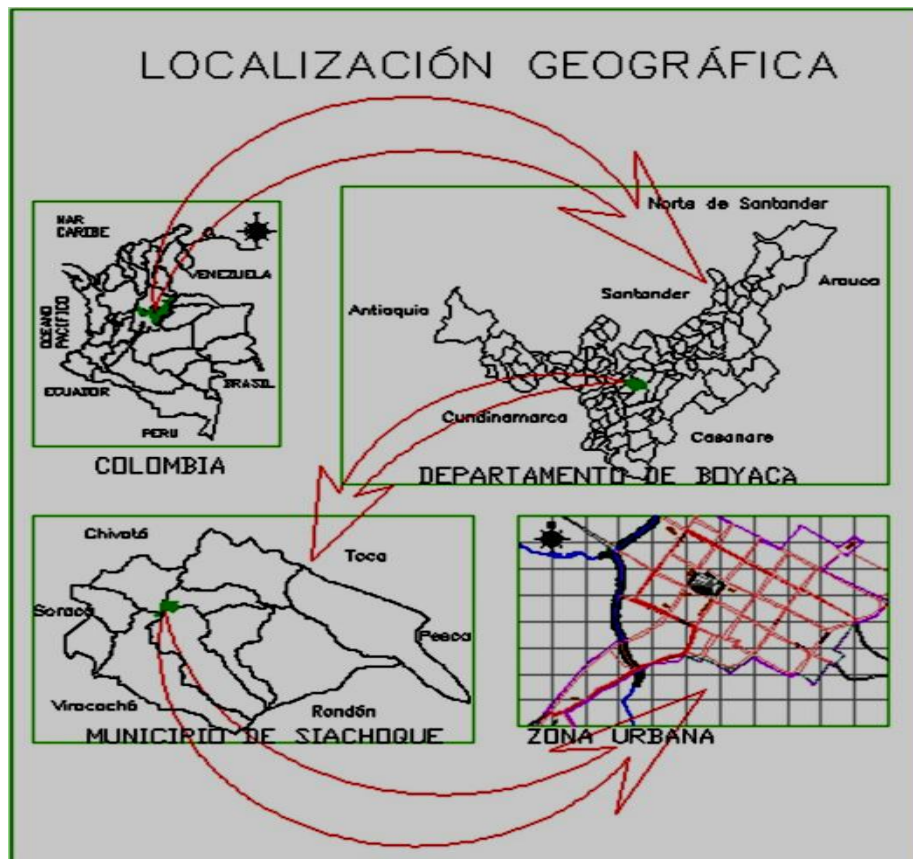 LOCALIZACIÓN GEOGRÁFICA
MAR
CARIBE
VENEZUELA
OCEANO
PACIFICO
ECUADOR
BRASIL
PERU
COLOMBIA
Norte de Santander
Arauca
Santander
Antioquia
Cundinamarca
Casanare
DEPARTAMENTO DE BOYACA
Chivatá
Toca
Soracá
Pesca
Viracachá
Rondón
MUNICIPIO DE SIACHOQUE
ZONA URBANA